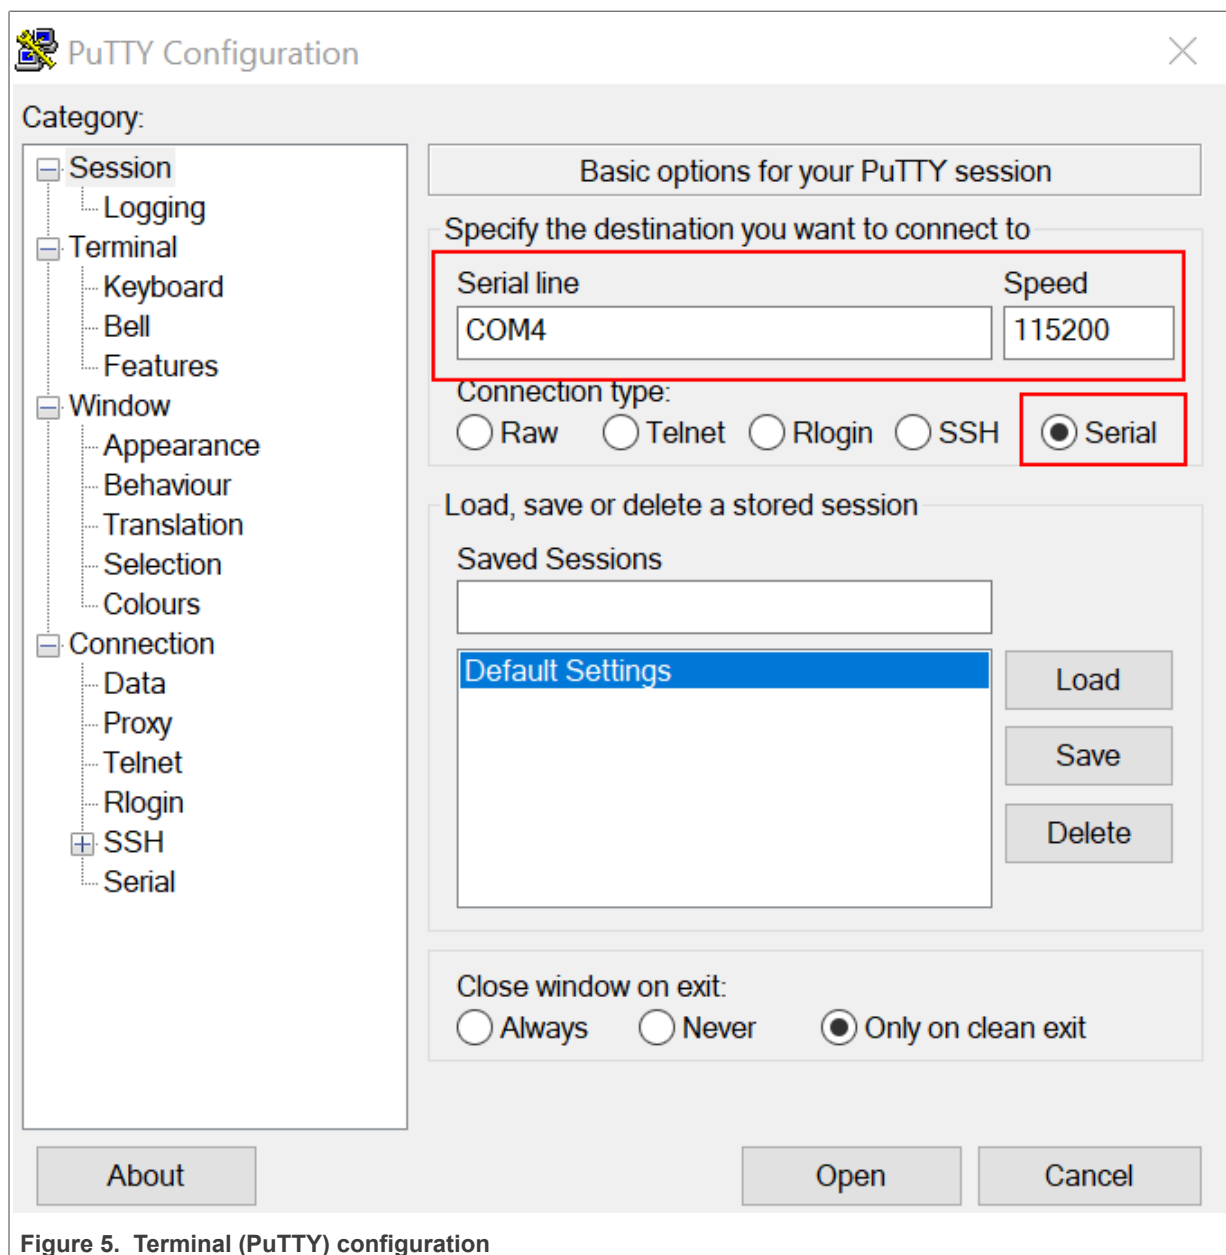 PuTTY Configuration
Category:
Session
Logging
Terminal
Keyboard
Bell
Features
Window
Appearance
Behaviour
Translation
Selection
Colours
Connection
Data
Proxy
Telnet
Rlogin
SSH
Serial
Basic options for your PuTTY session
Specify the destination you want to connect to
Serial line Speed
COM4 115200
Connection type:
Raw Telnet Rlogin SSH Serial
Load, save or delete a stored session
Saved Sessions
Default Settings
Load
Save
Delete
Close window on exit:
Always Never Only on clean exit
About Open Cancel
Figure 5. Terminal (PuTTY) configuration